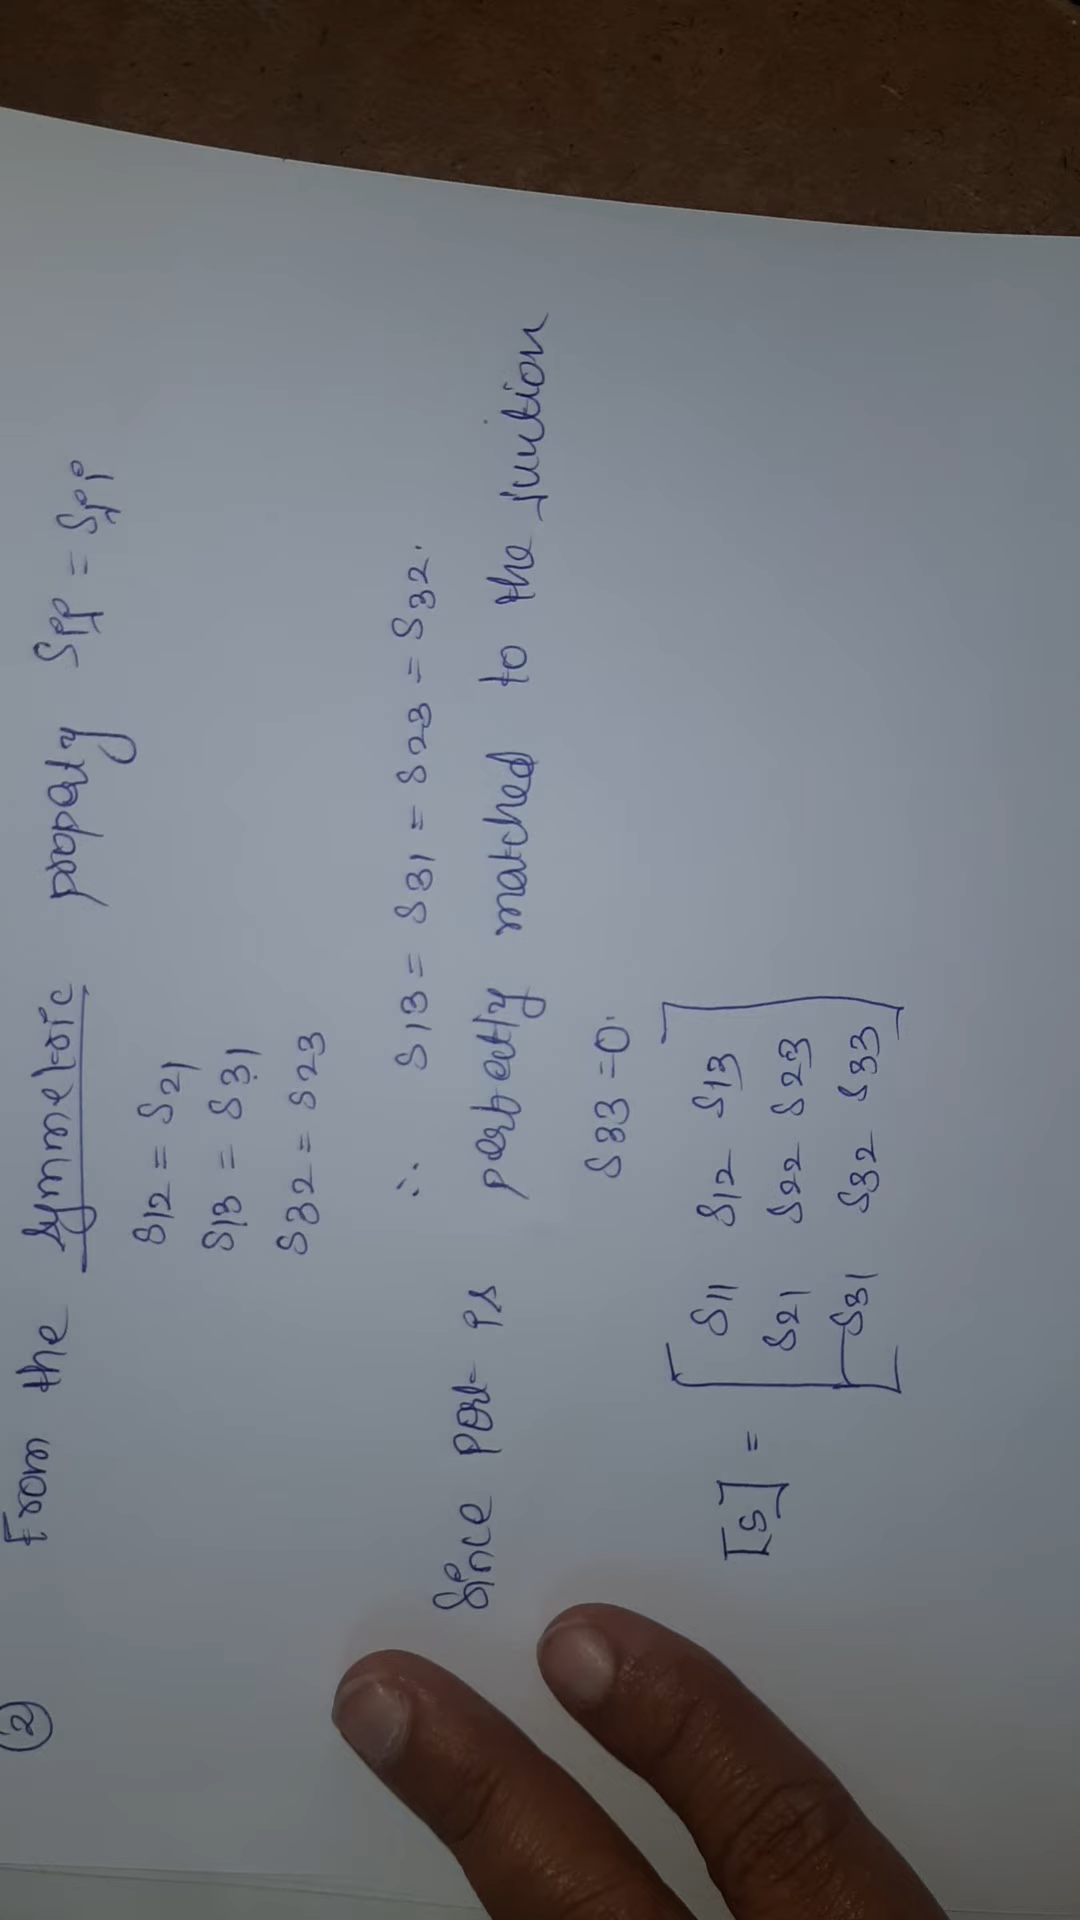 ② From the symmetric property Sij = Sji
S12 = S21
S13 = S31
S32 = S23
∴ S13 = S31 = S23 = S32.
Since port is perfectly matched to the junction
S33 = 0.
[S] = [S11 S12 S13
S21 S22 S23
S31 S32 S33]